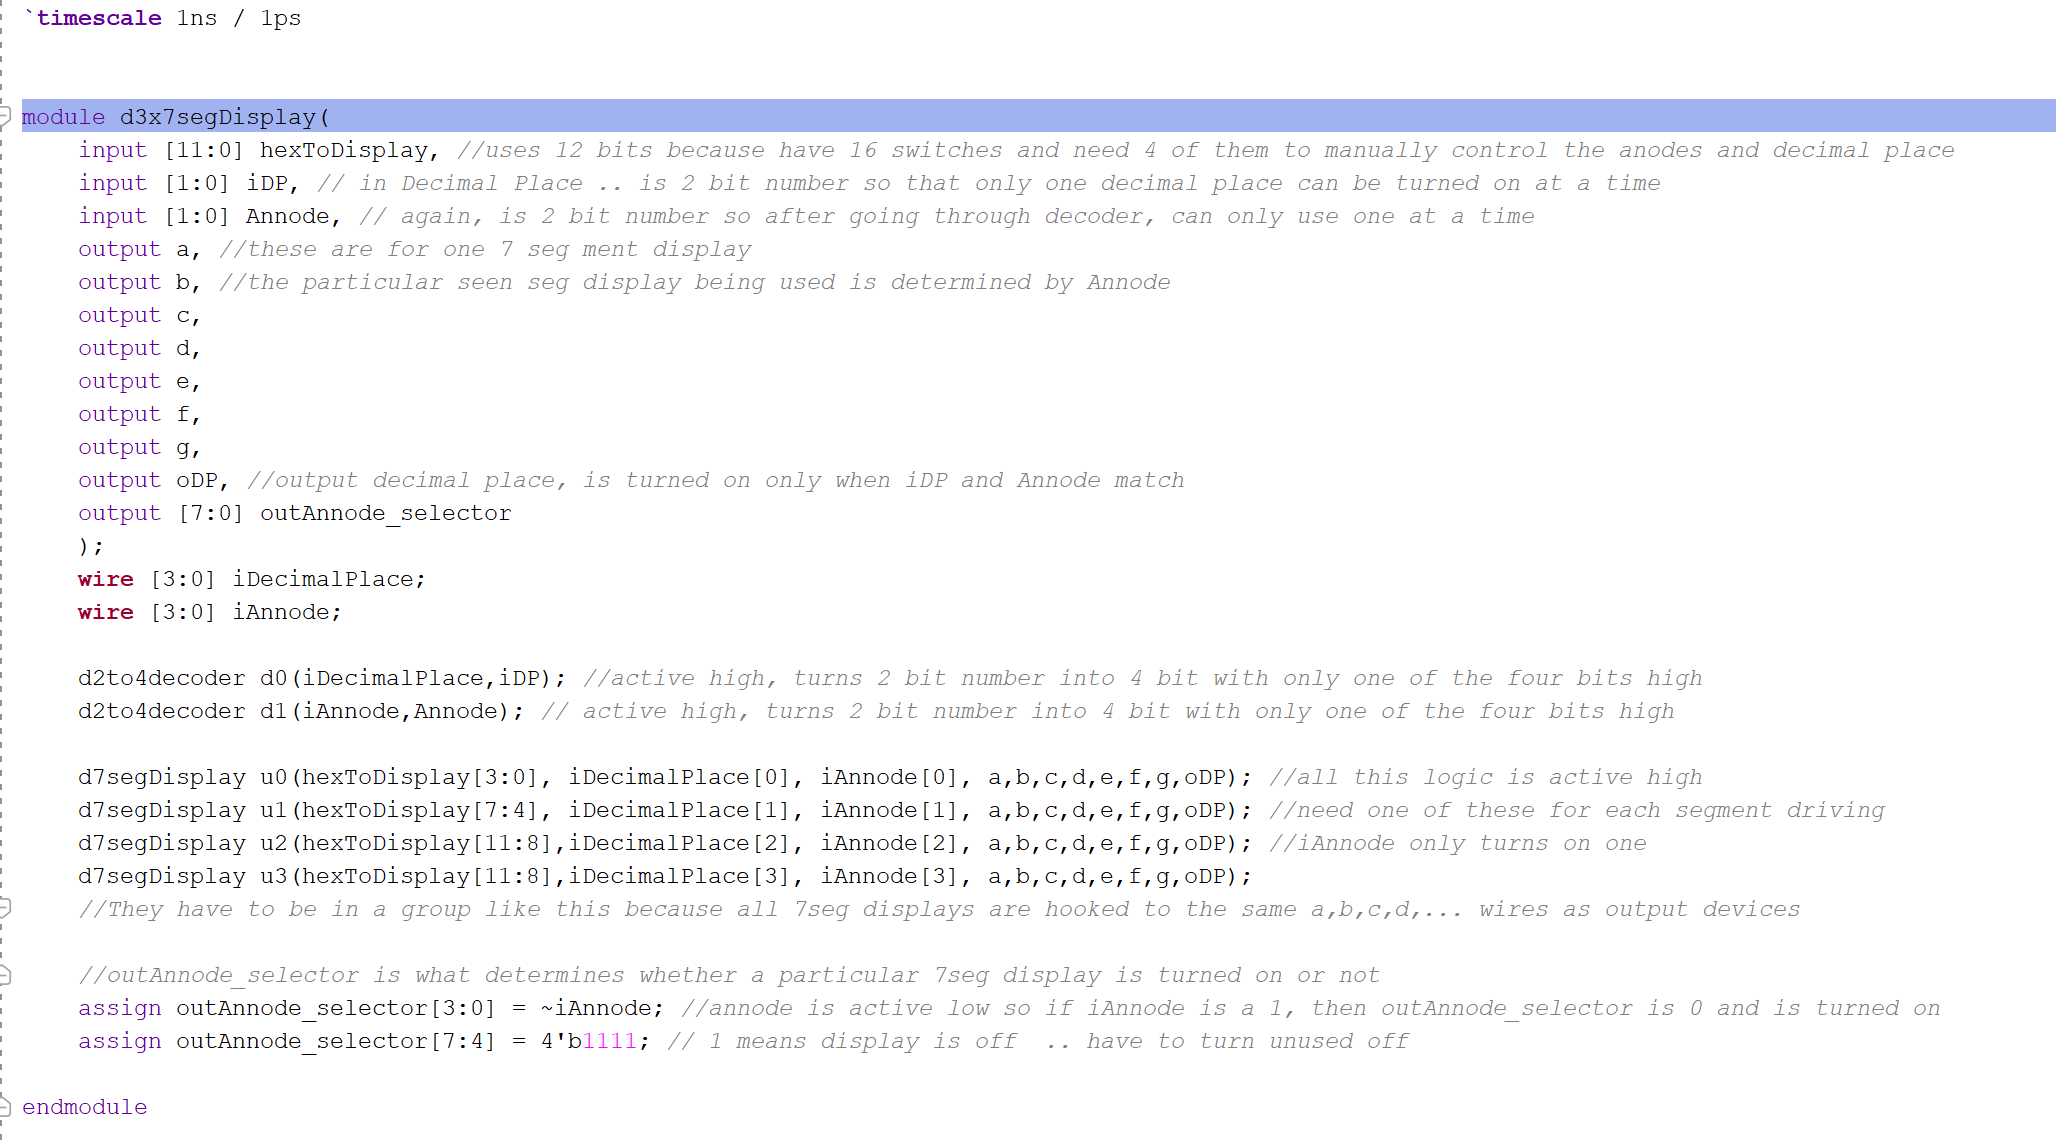 `timescale 1ns / 1ps
module d3x7segDisplay(
input [11:0] hexToDisplay, //uses 12 bits because have 16 switches and need 4 of them to manually control the anodes and decimal place
input [1:0] iDP, // in Decimal Place .. is 2 bit number so that only one decimal place can be turned on at a time
input [1:0] Annode, // again, is 2 bit number so after going through decoder, can only use one at a time
output a, //these are for one 7 seg ment display
output b, //the particular seen seg display being used is determined by Annode
output c,
output d,
output e,
output f,
output g,
output oDP, //output decimal place, is turned on only when iDP and Annode match
output [7:0] outAnnode_selector
);
wire [3:0] iDecimalPlace;
wire [3:0] iAnnode;
d2to4decoder d0(iDecimalPlace,iDP); //active high, turns 2 bit number into 4 bit with only one of the four bits high
d2to4decoder d1(iAnnode,Annode); // active high, turns 2 bit number into 4 bit with only one of the four bits high
d7segDisplay u0(hexToDisplay[3:0], iDecimalPlace[0], iAnnode[0], a,b,c,d,e,f,g,oDP); //all this logic is active high
d7segDisplay u1(hexToDisplay[7:4], iDecimalPlace[1], iAnnode[1], a,b,c,d,e,f,g,oDP); //need one of these for each segment driving
d7segDisplay u2(hexToDisplay[11:8],iDecimalPlace[2], iAnnode[2], a,b,c,d,e,f,g,oDP); //iAnnode only turns on one
d7segDisplay u3(hexToDisplay[11:8],iDecimalPlace[3], iAnnode[3], a,b,c,d,e,f,g,oDP);
//They have to be in a group like this because all 7seg displays are hooked to the same a,b,c,d,... wires as output devices
//outAnnode_selector is what determines whether a particular 7seg display is turned on or not
assign outAnnode_selector[3:0] = ~iAnnode; //annode is active low so if iAnnode is a 1, then outAnnode_selector is 0 and is turned on
assign outAnnode_selector[7:4] = 4'b1111; // 1 means display is off  .. have to turn unused off
endmodule